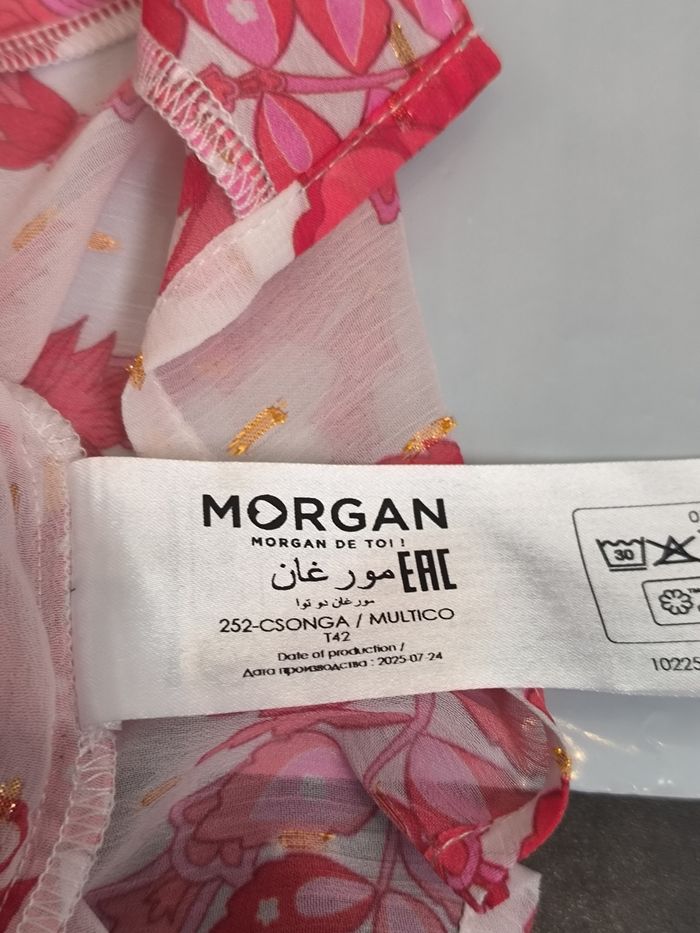 MORGAN
MORGAN DE TOI !
مورغان EAC
مورغان دو توا
252-CSONGA / MULTICO
T42
Date of production /
Дата производства : 2025-07-24
30
10225